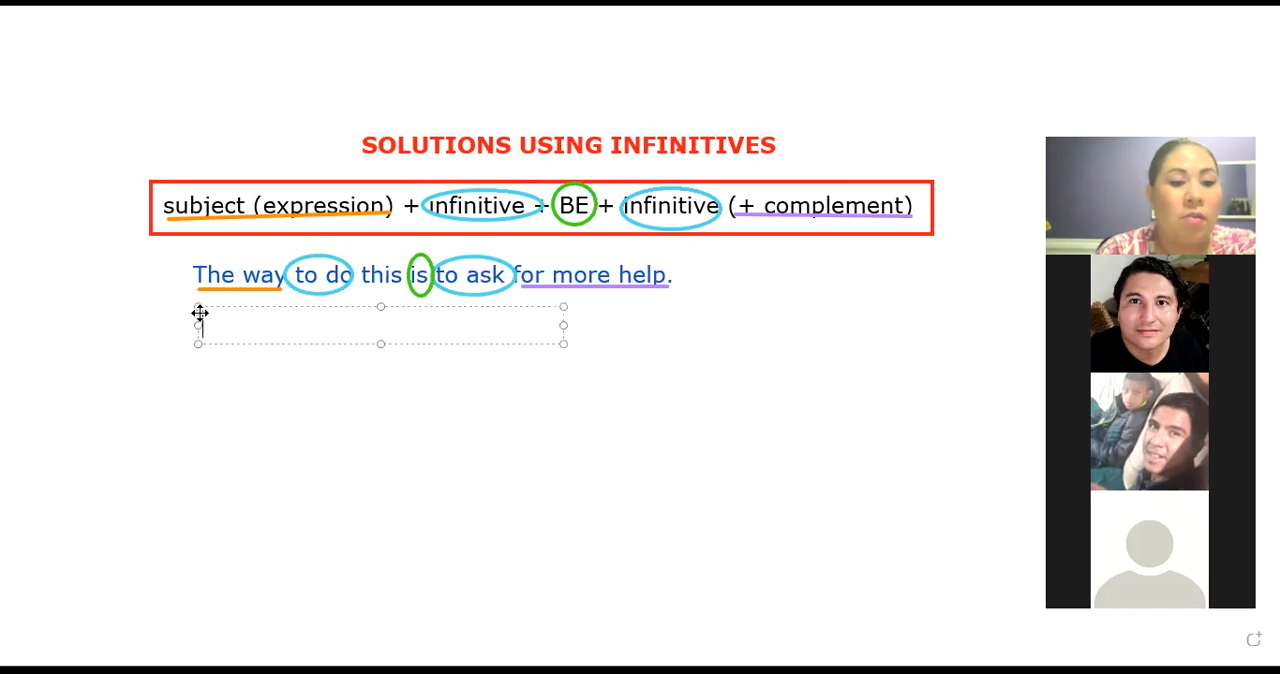 SOLUTIONS USING INFINITIVES
subject (expression) + infinitive + BE + infinitive (+ complement)
The way to do this is to ask for more help.